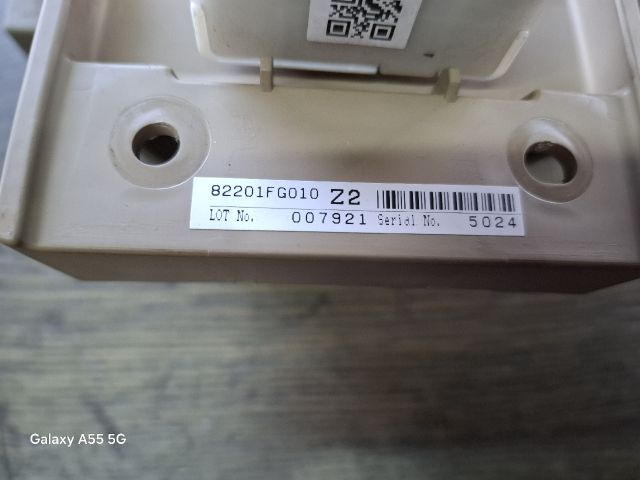 82201FG010 Z2
LOT No. 007921 Serial No. 5024
Galaxy A55 5G